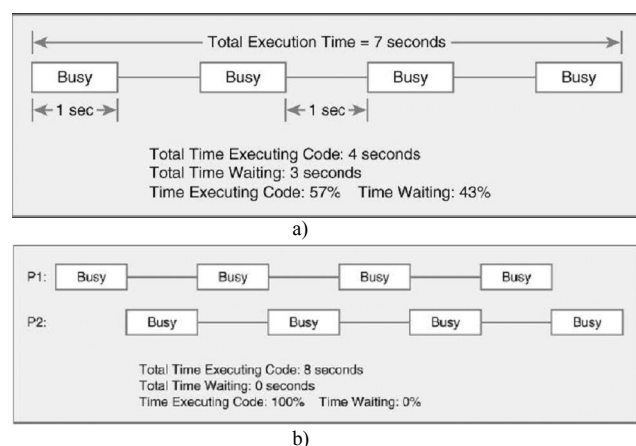 Total Execution Time = 7 seconds
Busy Busy Busy Busy
1 sec 1 sec
Total Time Executing Code: 4 seconds
Total Time Waiting: 3 seconds
Time Executing Code: 57% Time Waiting: 43%
a)
P1: Busy Busy Busy Busy
P2: Busy Busy Busy Busy
Total Time Executing Code: 8 seconds
Total Time Waiting: 0 seconds
Time Executing Code: 100% Time Waiting: 0%
b)